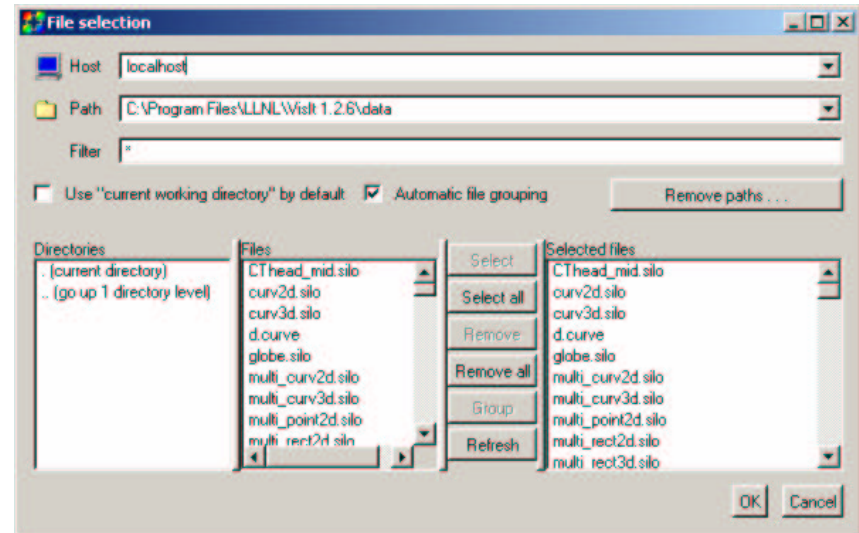 File selection
Host localhost
Path C:\Program Files\LLNL\VisIt 1.2.6\data
Filter *
Use "current working directory" by default Automatic file grouping Remove paths . . .
Directories
. (current directory)
.. (go up 1 directory level)
Files
CThead_mid.silo
curv2d.silo
curv3d.silo
d.curve
globe.silo
multi_curv2d.silo
multi_curv3d.silo
multi_point2d.silo
multi_rect2d.silo
Select
Select all
Remove
Remove all
Group
Refresh
Selected files
CThead_mid.silo
curv2d.silo
curv3d.silo
d.curve
globe.silo
multi_curv2d.silo
multi_curv3d.silo
multi_point2d.silo
multi_rect2d.silo
multi_rect3d.silo
OK Cancel